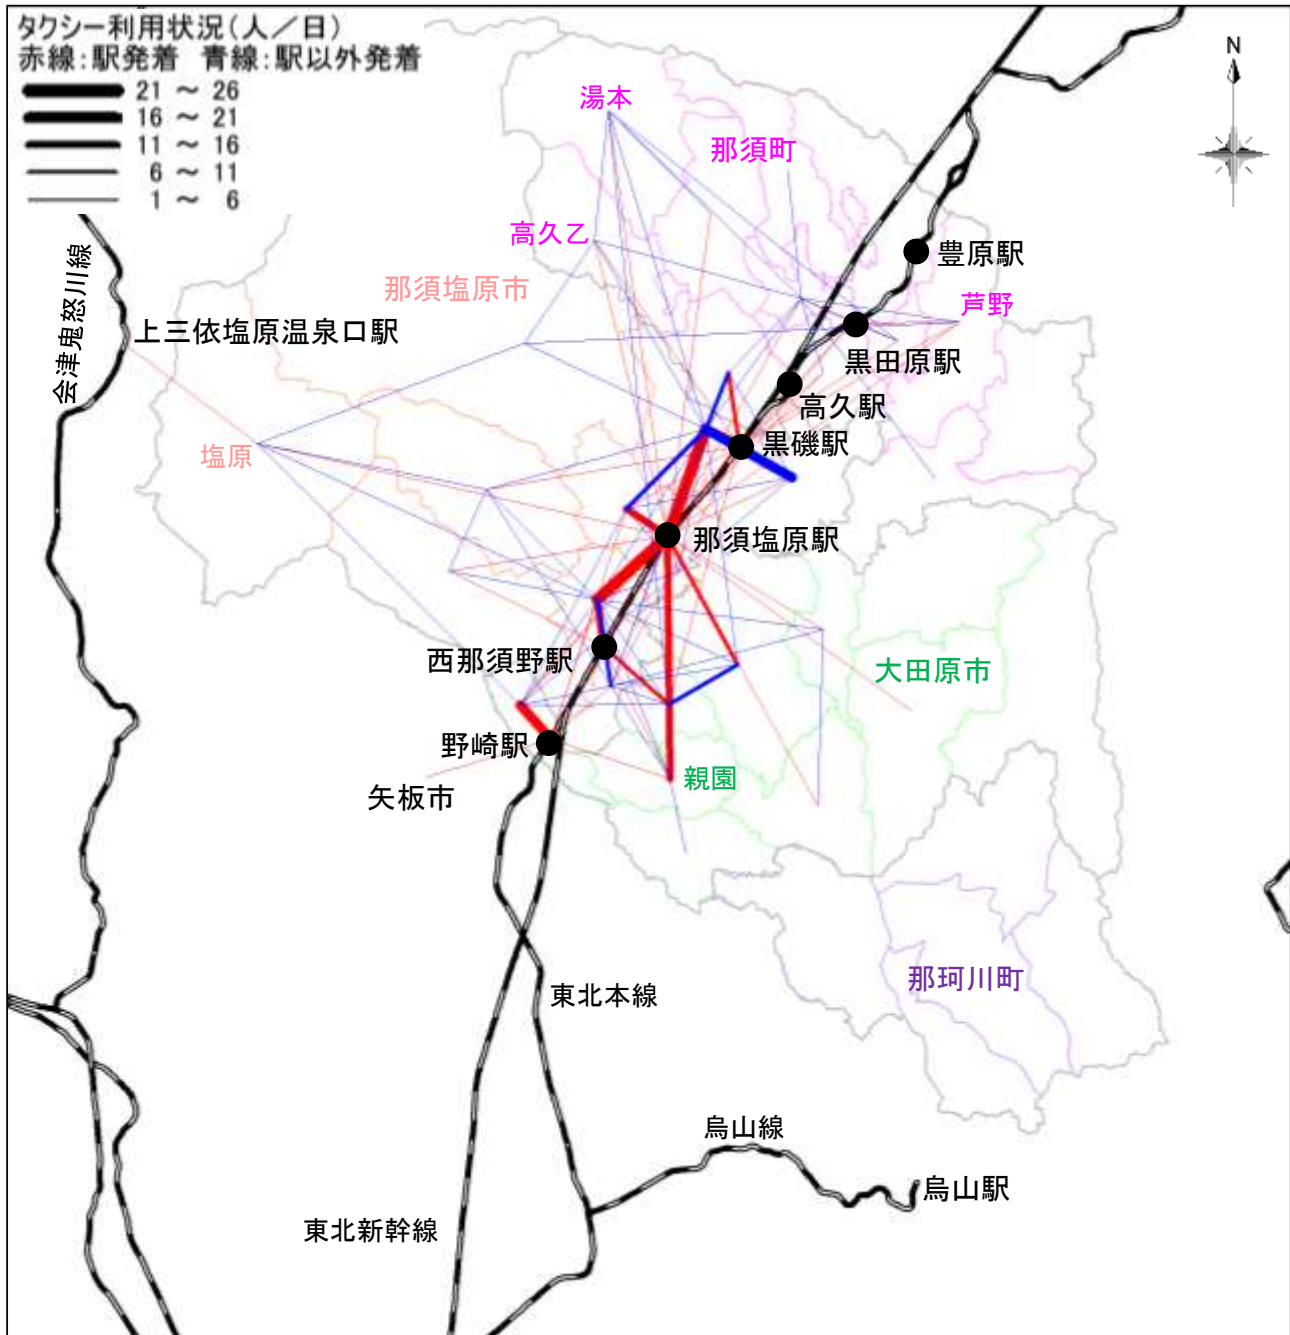 タクシー利用状況(人/日)
赤線:駅発着 青線:駅以外発着
21 ～ 26
16 ～ 21
11 ～ 16
6 ～ 11
1 ～ 6
N
湯本
那須町
高久乙
豊原駅
会津鬼怒川線
那須塩原市
芦野
上三依塩原温泉口駅
黒田原駅
高久駅
黒磯駅
塩原
那須塩原駅
西那須野駅
大田原市
野崎駅
親園
矢板市
那珂川町
東北本線
烏山線
烏山駅
東北新幹線